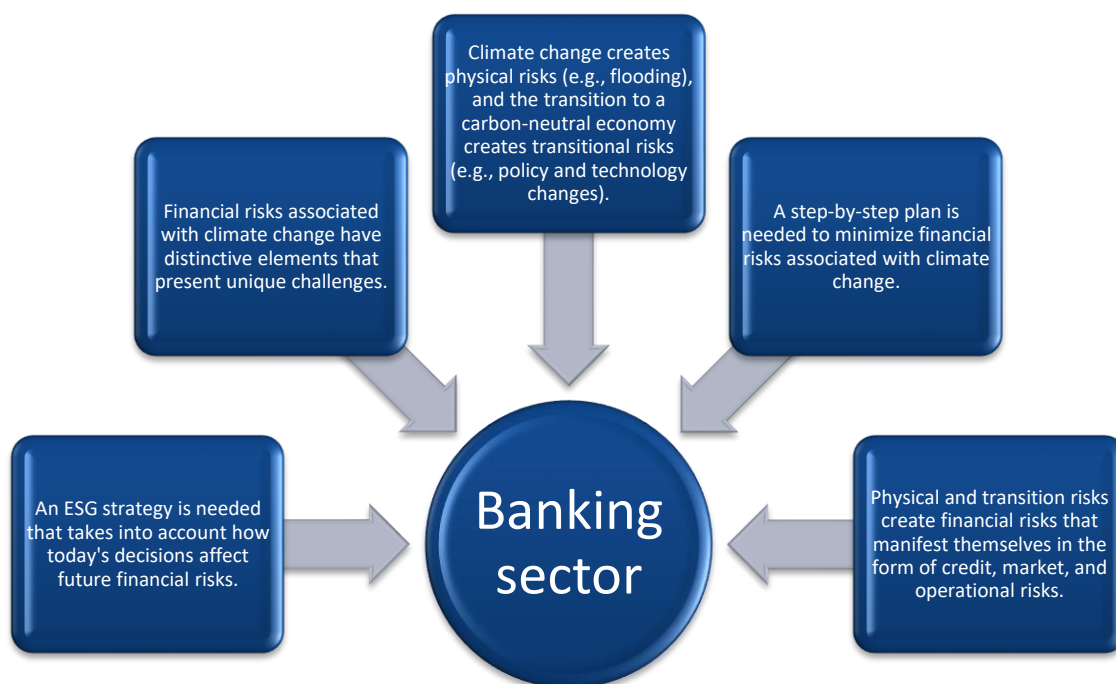 Climate change creates
physical risks (e.g., flooding),
and the transition to a
carbon-neutral economy
creates transitional risks
(e.g., policy and technology
changes).
Financial risks associated
with climate change have
distinctive elements that
present unique challenges.
A step-by-step plan is
needed to minimize financial
risks associated with climate
change.
An ESG strategy is needed
that takes into account how
today's decisions affect
future financial risks.
Banking
sector
Physical and transition risks
create financial risks that
manifest themselves in the
form of credit, market, and
operational risks.